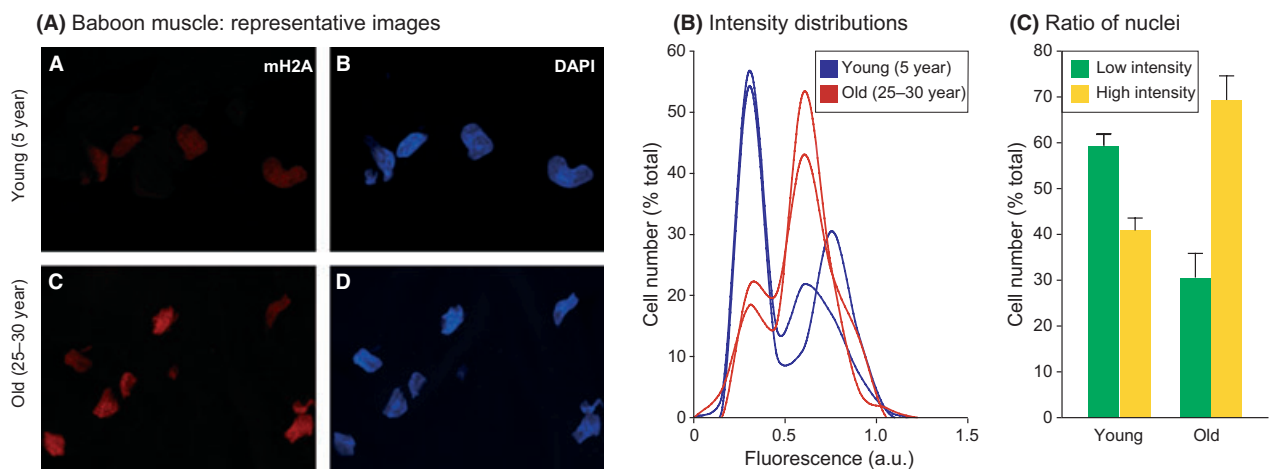 (A) Baboon muscle: representative images
A
mH2A
B
DAPI
Young (5 year)
C
D
Old (25–30 year)
(B) Intensity distributions
Young (5 year)
Old (25–30 year)
Cell number (% total)
60
50
40
30
20
10
0
0
0.5
1.0
1.5
Fluorescence (a.u.)
(C) Ratio of nuclei
Low intensity
High intensity
Cell number (% total)
80
70
60
50
40
30
20
10
0
Young
Old